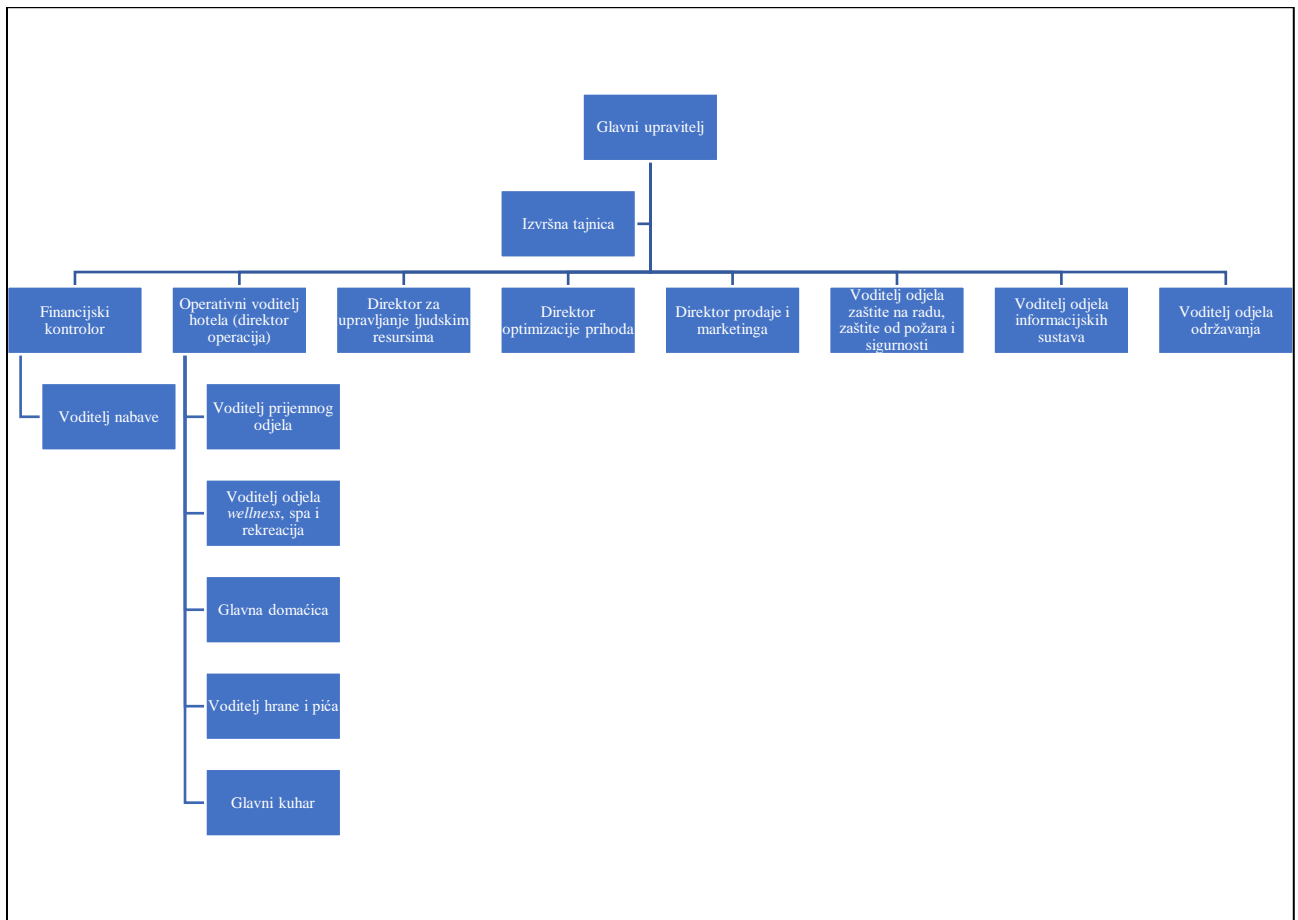 Glavni upravitelj
Izvršna tajnica
Financijski
kontrolor
Operativni voditelj
hotela (direktor
operacija)
Direktor za
upravljanje ljudskim
resursima
Direktor
optimizacije prihoda
Direktor prodaje i
marketinga
Voditelj odjela
zaštite na radu,
zaštite od požara i
sigurnosti
Voditelj odjela
informacijskih
sustava
Voditelj odjela
održavanja
Voditelj nabave
Voditelj prijemnog
odjela
Voditelj odjela
wellness, spa i
rekreacija
Glavna domaćica
Voditelj hrane i pića
Glavni kuhar